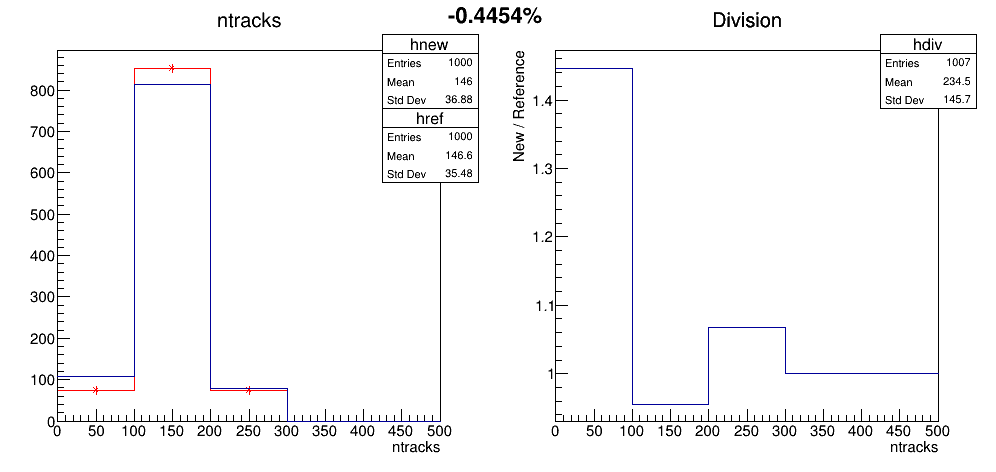 -0.4454%
ntracks
hnew
Entries 1000
Mean 146
Std Dev 36.88
href
Entries 1000
Mean 146.6
Std Dev 35.48
800
700
600
500
400
300
200
100
0
0 50 100 150 200 250 300 350 400 450 500
ntracks
Division
hdiv
Entries 1007
Mean 234.5
Std Dev 145.7
New / Reference
1.4
1.3
1.2
1.1
1
0 50 100 150 200 250 300 350 400 450 500
ntracks